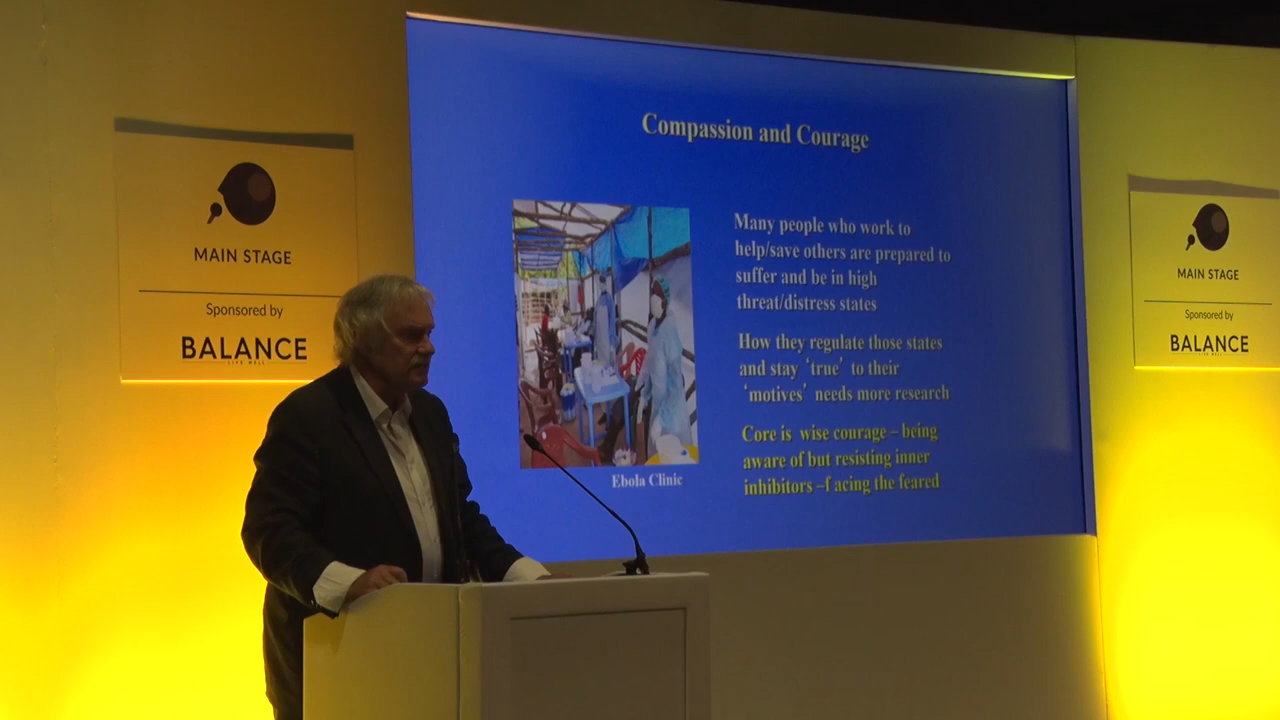 MAIN STAGE
Sponsored by
BALANCE
LIVE WELL
Compassion and Courage
Many people who work to
help/save others are prepared to
suffer and be in high
threat/distress states
How they regulate those states
and stay ‘true’ to their
‘motives’ needs more research
Core is wise courage – being
aware of but resisting inner
inhibitors –f acing the feared
Ebola Clinic
MAIN STAGE
Sponsored by
BALANCE